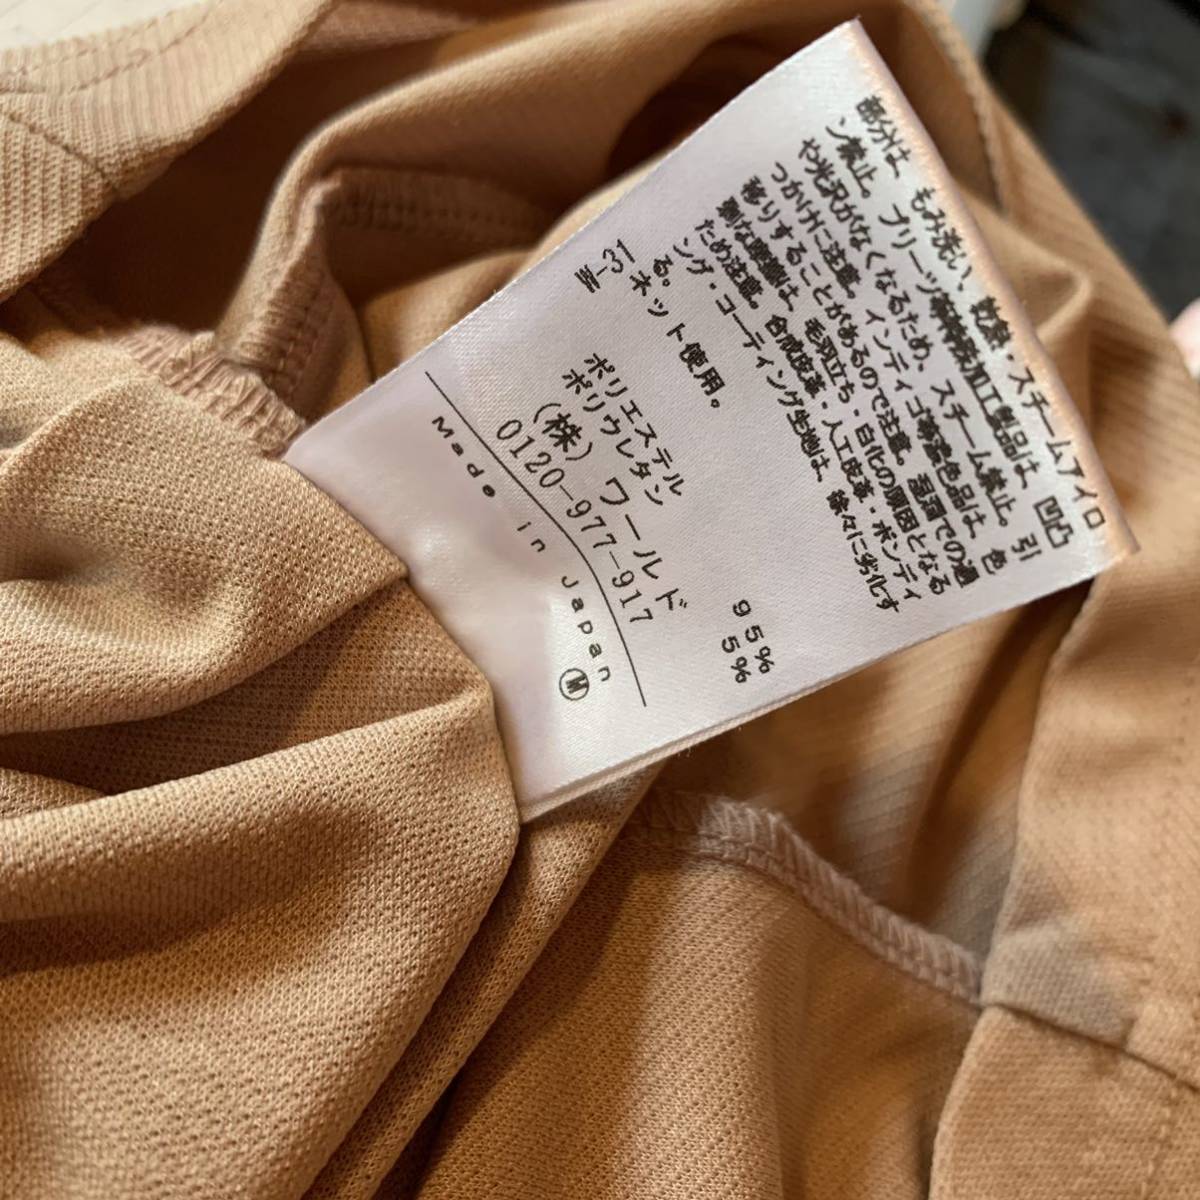 部分は、もみ洗い、乾燥・スチームアイロ
ン禁止。プリーツ等特殊加工製品は、凹凸
や光沢がなくなるため、スチーム禁止。引
つかけに注意。インディゴ等濃色品は、色
移りすることがあるので注意。湿潤での過
剰な摩擦は、毛羽立ち・白化の原因となる
ため注意。合成皮革・人工皮革・ボンディ
ング・コーティング生地は、徐々に劣化す
る。
ネット使用。
ポリエステル 95%
ポリウレタン 5%
(株)ワールド
0120-977-917
Made in Japan
M